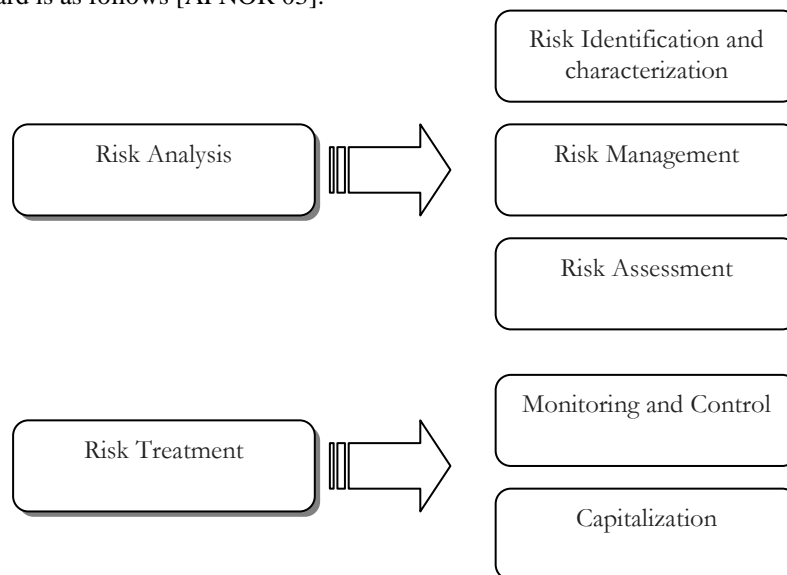 ard is as follows [AFNOR 03]:
Risk Identification and
characterization
Risk Analysis
Risk Management
Risk Assessment
Monitoring and Control
Risk Treatment
Capitalization